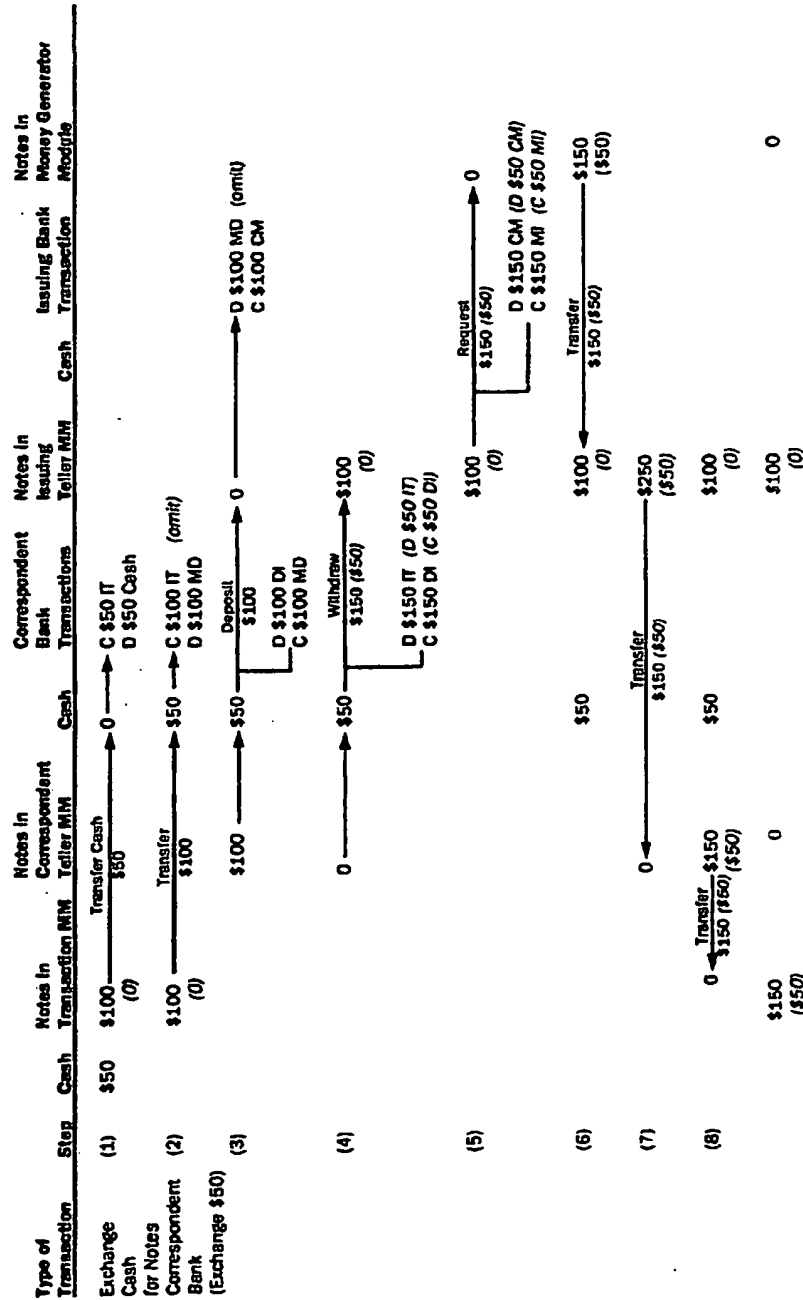 Type of Transaction
Step
Cash
Notes In Transaction MM
Notes In Correspondent Teller MM
Cash
Correspondent Bank Transactions
Notes In Issuing Teller MM
Cash
Issuing Bank Transaction
Notes In Money Generator Module
Exchange
Cash
for Notes
Correspondent
Bank
(Exchange $50)
(1) $50 $100 (0) Transfer Cash $50 0 C $50 IT
D $50 Cash
(2) $100 (0) Transfer $100 $50 C $100 IT (omit)
D $100 MD
(3) $100 $50 Deposit $100 0 D $100 MD (omit)
C $100 CM
D $100 DI
C $100 MD
(4) 0 $50 Withdraw $150 ($50) $100 (0)
D $150 IT (D $50 IT)
C $150 DI (C $50 DI)
(5) $100 (0) Request $150 ($50) 0
D $150 CM (D $50 CM)
C $150 MI (C $50 MI)
(6) $50 $100 (0) Transfer $150 ($50) $150 ($50)
(7) 0 Transfer $150 ($50) $250 ($50)
(8) 0 Transfer $150 ($50) $150 ($50) $50 $100 (0)
$150 ($50) 0 $100 (0) 0